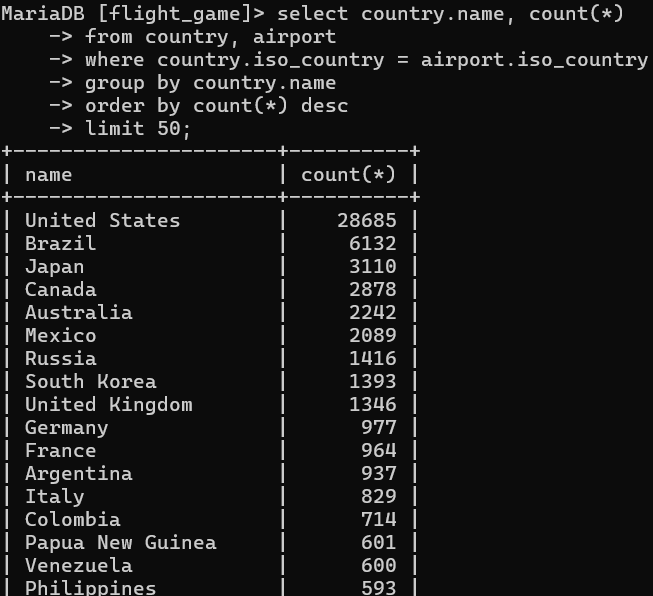 MariaDB [flight_game]> select country.name, count(*)
    -> from country, airport
    -> where country.iso_country = airport.iso_country
    -> group by country.name
    -> order by count(*) desc
    -> limit 50;
+----------------------+----------+
| name                 | count(*) |
+----------------------+----------+
| United States        |    28685 |
| Brazil               |     6132 |
| Japan                |     3110 |
| Canada               |     2878 |
| Australia            |     2242 |
| Mexico               |     2089 |
| Russia               |     1416 |
| South Korea          |     1393 |
| United Kingdom       |     1346 |
| Germany              |      977 |
| France               |      964 |
| Argentina            |      937 |
| Italy                |      829 |
| Colombia             |      714 |
| Papua New Guinea     |      601 |
| Venezuela            |      600 |
| Philippines          |      593 |